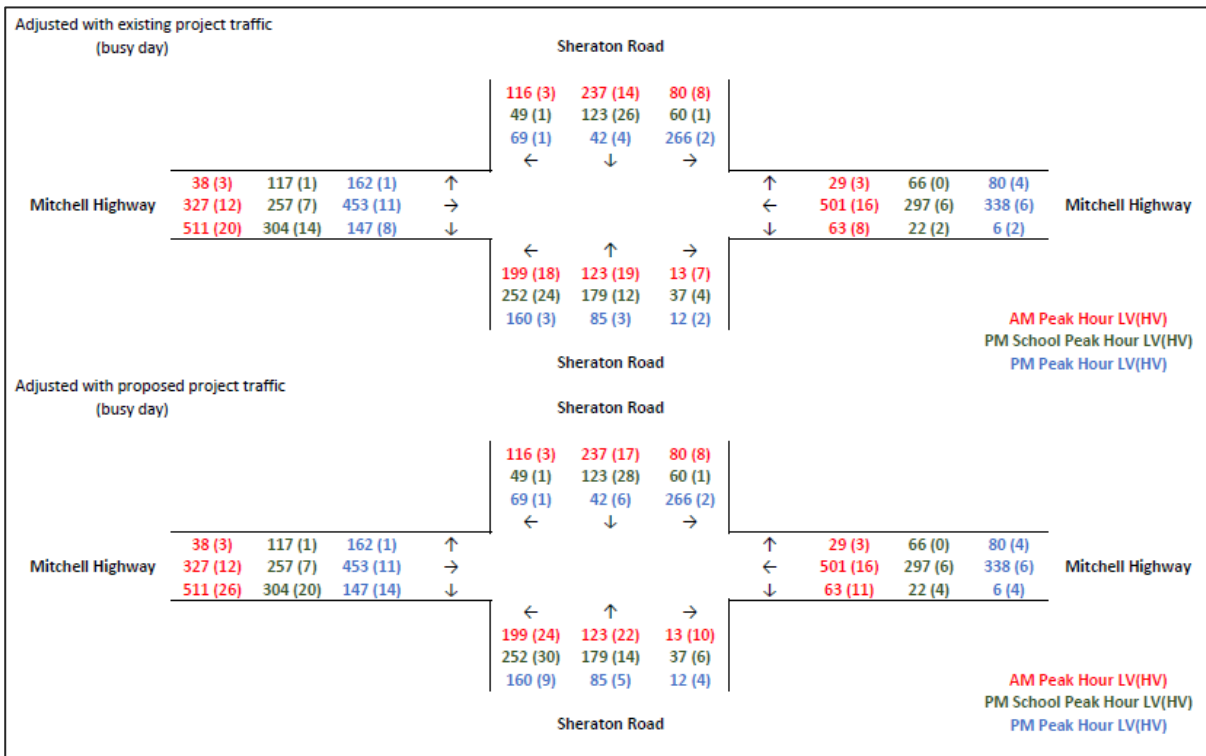 Adjusted with existing project traffic
(busy day)
Sheraton Road
116 (3) 237 (14) 80 (8)
49 (1) 123 (26) 60 (1)
69 (1) 42 (4) 266 (2)
← ↓ →
38 (3) 117 (1) 162 (1) ↑ ↑ 29 (3) 66 (0) 80 (4)
Mitchell Highway 327 (12) 257 (7) 453 (11) → ← 501 (16) 297 (6) 338 (6) Mitchell Highway
511 (20) 304 (14) 147 (8) ↓ ↓ 63 (8) 22 (2) 6 (2)
← ↑ →
199 (18) 123 (19) 13 (7)
252 (24) 179 (12) 37 (4)
160 (3) 85 (3) 12 (2)
AM Peak Hour LV(HV)
PM School Peak Hour LV(HV)
PM Peak Hour LV(HV)
Sheraton Road
Adjusted with proposed project traffic
(busy day)
Sheraton Road
116 (3) 237 (17) 80 (8)
49 (1) 123 (28) 60 (1)
69 (1) 42 (6) 266 (2)
← ↓ →
38 (3) 117 (1) 162 (1) ↑ ↑ 29 (3) 66 (0) 80 (4)
Mitchell Highway 327 (12) 257 (7) 453 (11) → ← 501 (16) 297 (6) 338 (6) Mitchell Highway
511 (26) 304 (20) 147 (14) ↓ ↓ 63 (11) 22 (4) 6 (4)
← ↑ →
199 (24) 123 (22) 13 (10)
252 (30) 179 (14) 37 (6)
160 (9) 85 (5) 12 (4)
AM Peak Hour LV(HV)
PM School Peak Hour LV(HV)
PM Peak Hour LV(HV)
Sheraton Road